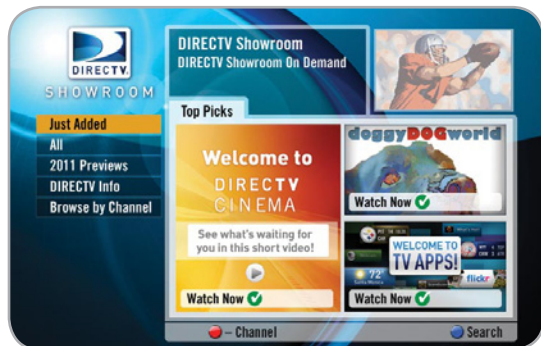 DIRECTV
SHOWROOM
DIRECTV Showroom
DIRECTV Showroom On Demand
Just Added
All
2011 Previews
DIRECTV Info
Browse by Channel
Top Picks
Welcome to
DIRECTV
CINEMA
See what's waiting for
you in this short video!
Watch Now
doggyDOGworld
Watch Now
WELCOME TO
TV APPS!
72°
Santa Monica
flickr
Watch Now
– Channel
Search